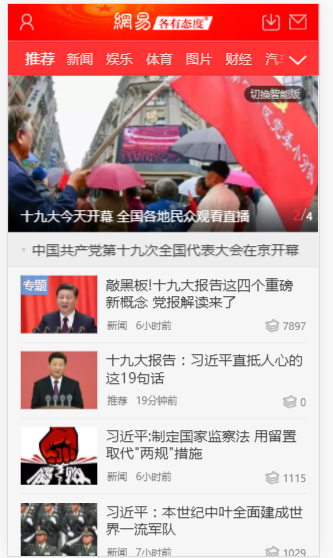 網易 各有态度°
推荐 新闻 娱乐 体育 图片 财经 汽
切换智能版
十九大今天开幕 全国各地民众观看直播 2/4
中国共产党第十九次全国代表大会在京开幕
专题
敲黑板!十九大报告这四个重磅
新概念 党报解读来了
新闻 6小时前 7897
十九大报告：习近平直抵人心的
这19句话
推荐 19分钟前 0
习近平:制定国家监察法 用留置
取代"两规"措施
新闻 6小时前 1115
习近平：本世纪中叶全面建成世
界一流军队
新闻 7小时前 1029